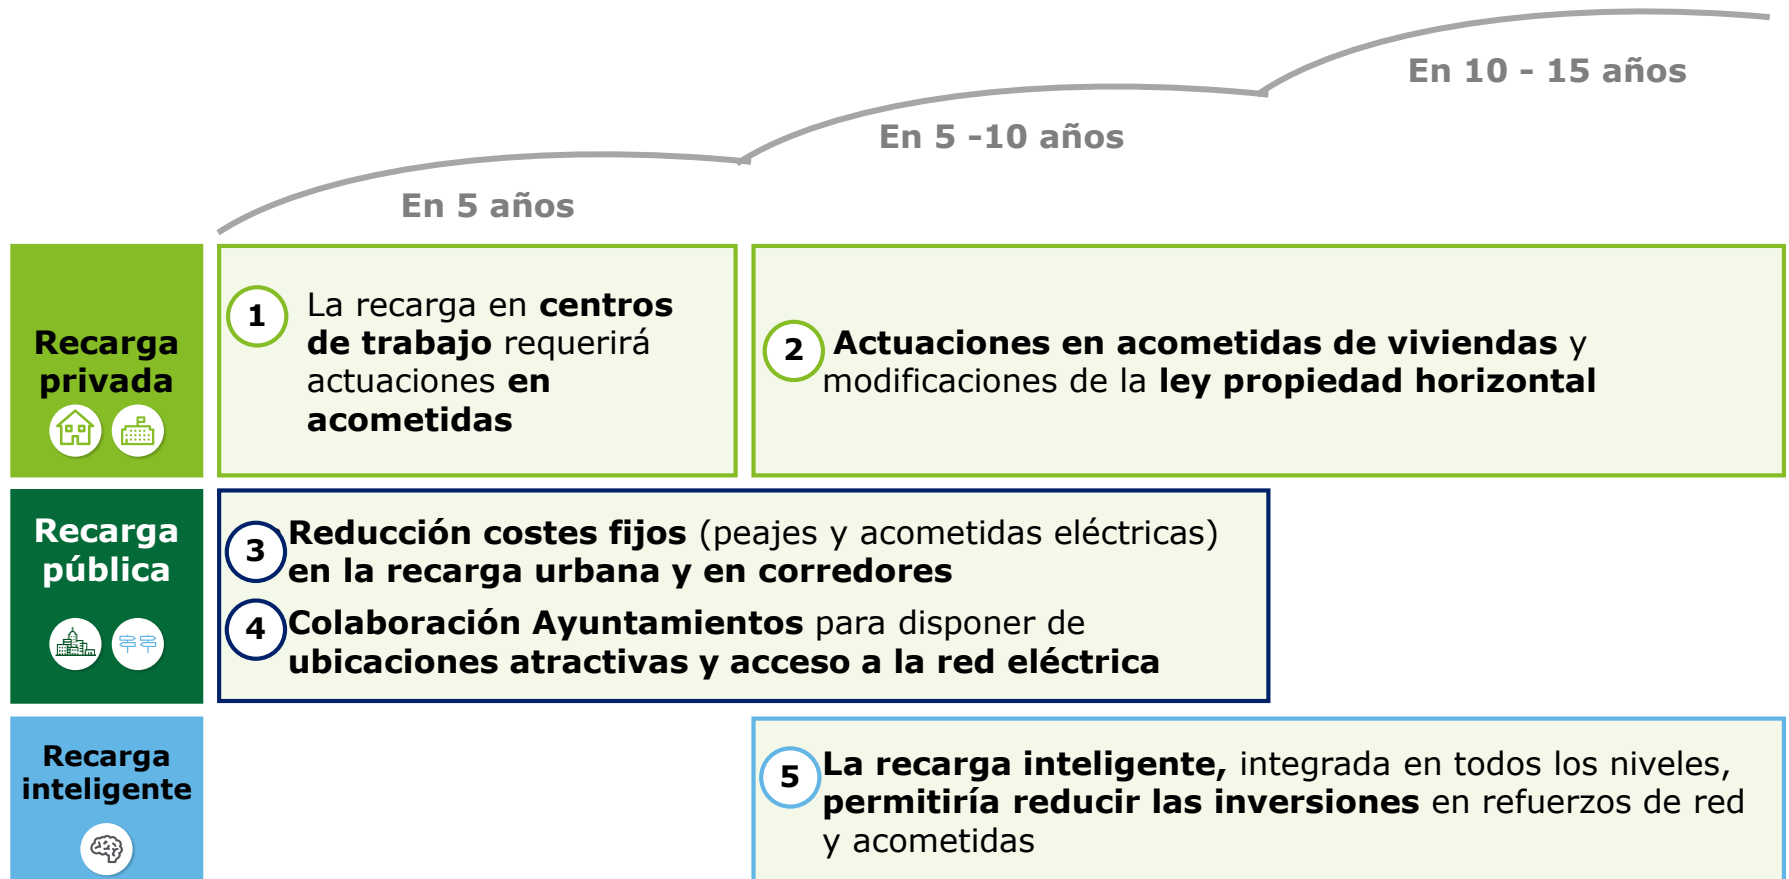 En 10 - 15 años
En 5 -10 años
En 5 años
Recarga
privada
1
La recarga en centros
de trabajo requerirá
actuaciones en
acometidas
2
Actuaciones en acometidas de viviendas y
modificaciones de la ley propiedad horizontal
Recarga
pública
3
Reducción costes fijos (peajes y acometidas eléctricas)
en la recarga urbana y en corredores
4
Colaboración Ayuntamientos para disponer de
ubicaciones atractivas y acceso a la red eléctrica
Recarga
inteligente
5
La recarga inteligente, integrada en todos los niveles,
permitiría reducir las inversiones en refuerzos de red
y acometidas